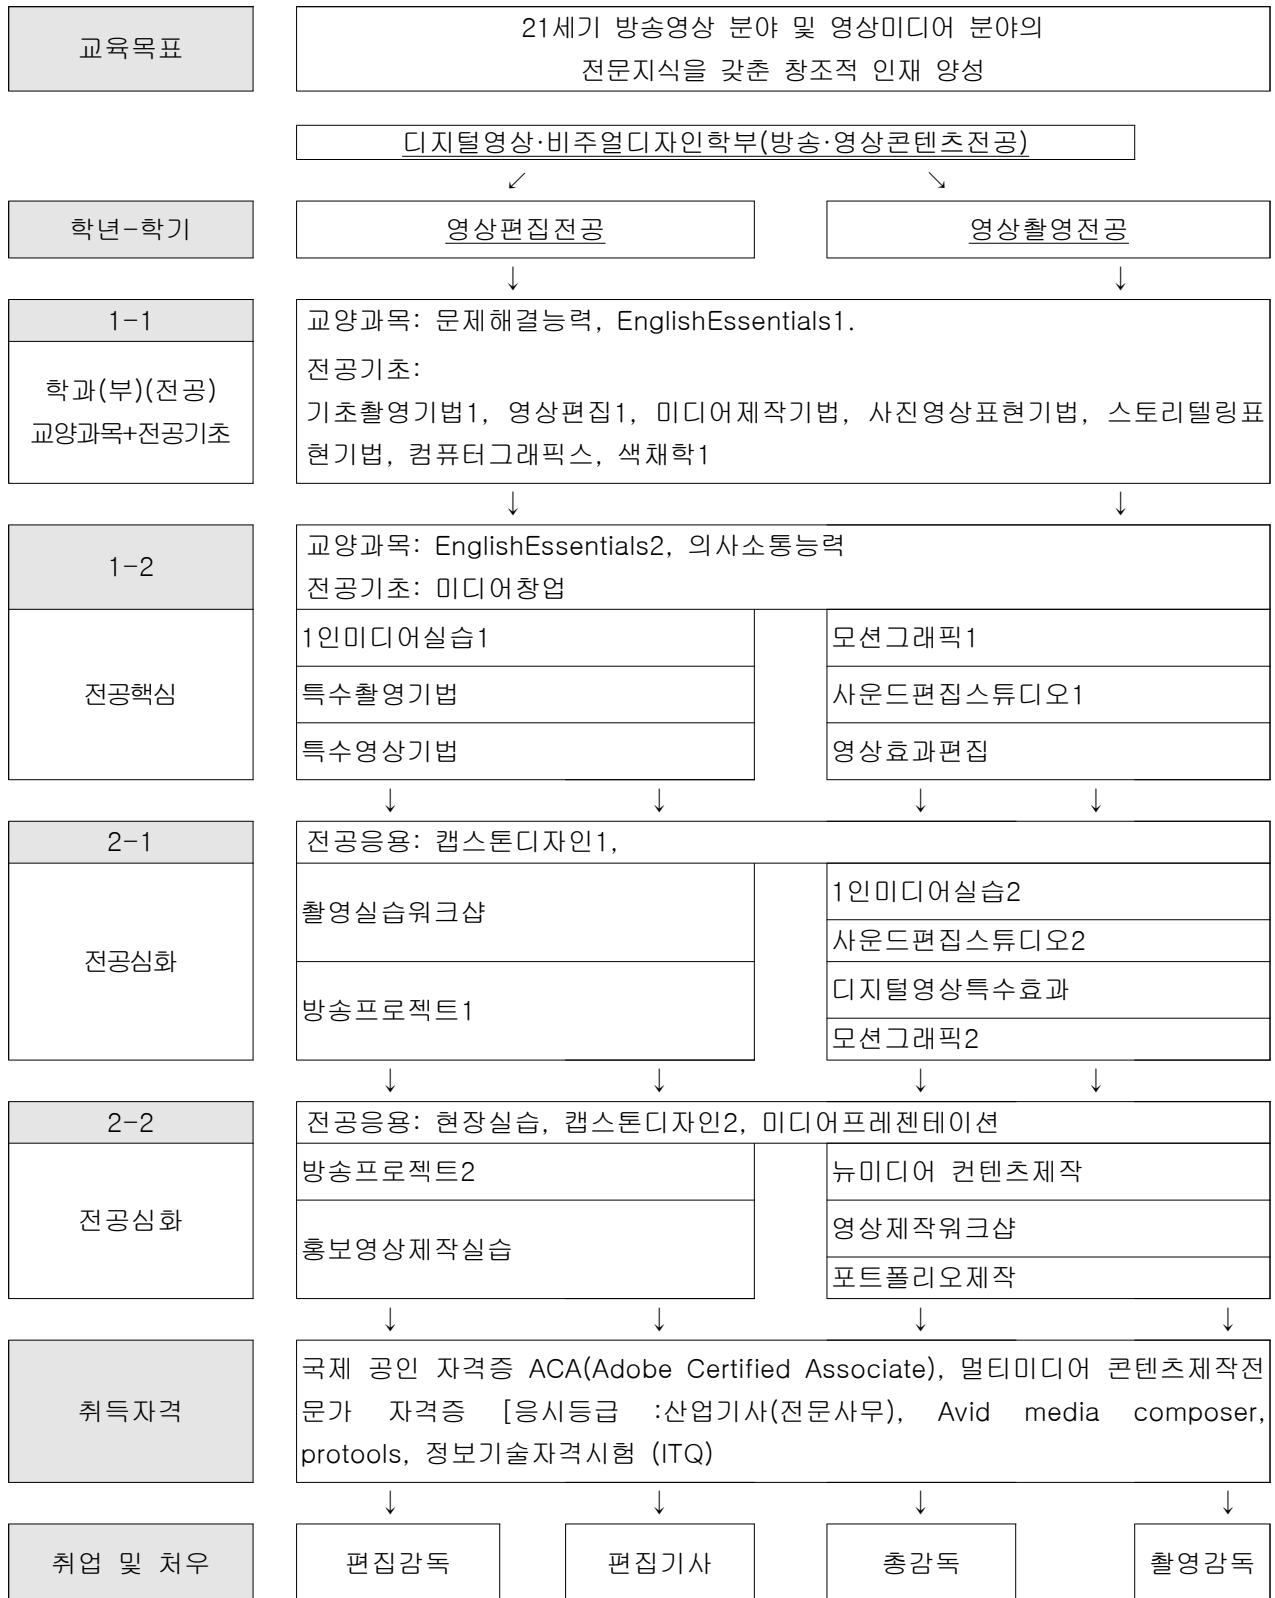 교육목표
21세기 방송영상 분야 및 영상미디어 분야의
전문지식을 갖춘 창조적 인재 양성
디지털영상·비주얼디자인학부(방송·영상콘텐츠전공)
↙ ↘
학년-학기
영상편집전공
영상촬영전공
↓ ↓
1-1
학과(부)(전공)
교양과목+전공기초
교양과목: 문제해결능력, EnglishEssentials1.
전공기초:
기초촬영기법1, 영상편집1, 미디어제작기법, 사진영상표현기법, 스토리텔링표
현기법, 컴퓨터그래픽스, 색채학1
↓ ↓
1-2
교양과목: EnglishEssentials2, 의사소통능력
전공기초: 미디어창업
전공핵심
1인미디어실습1
특수촬영기법
특수영상기법
모션그래픽1
사운드편집스튜디오1
영상효과편집
↓ ↓ ↓ ↓
2-1
전공응용: 캡스톤디자인1,
전공심화
촬영실습워크샵
방송프로젝트1
1인미디어실습2
사운드편집스튜디오2
디지털영상특수효과
모션그래픽2
↓ ↓ ↓ ↓
2-2
전공응용: 현장실습, 캡스톤디자인2, 미디어프레젠테이션
전공심화
방송프로젝트2
홍보영상제작실습
뉴미디어 컨텐츠제작
영상제작워크샵
포트폴리오제작
↓ ↓ ↓ ↓
취득자격
국제 공인 자격증 ACA(Adobe Certified Associate), 멀티미디어 콘텐츠제작전
문가 자격증 [응시등급 :산업기사(전문사무), Avid media composer,
protools, 정보기술자격시험 (ITQ)
↓ ↓ ↓ ↓
취업 및 처우
편집감독
편집기사
총감독
촬영감독